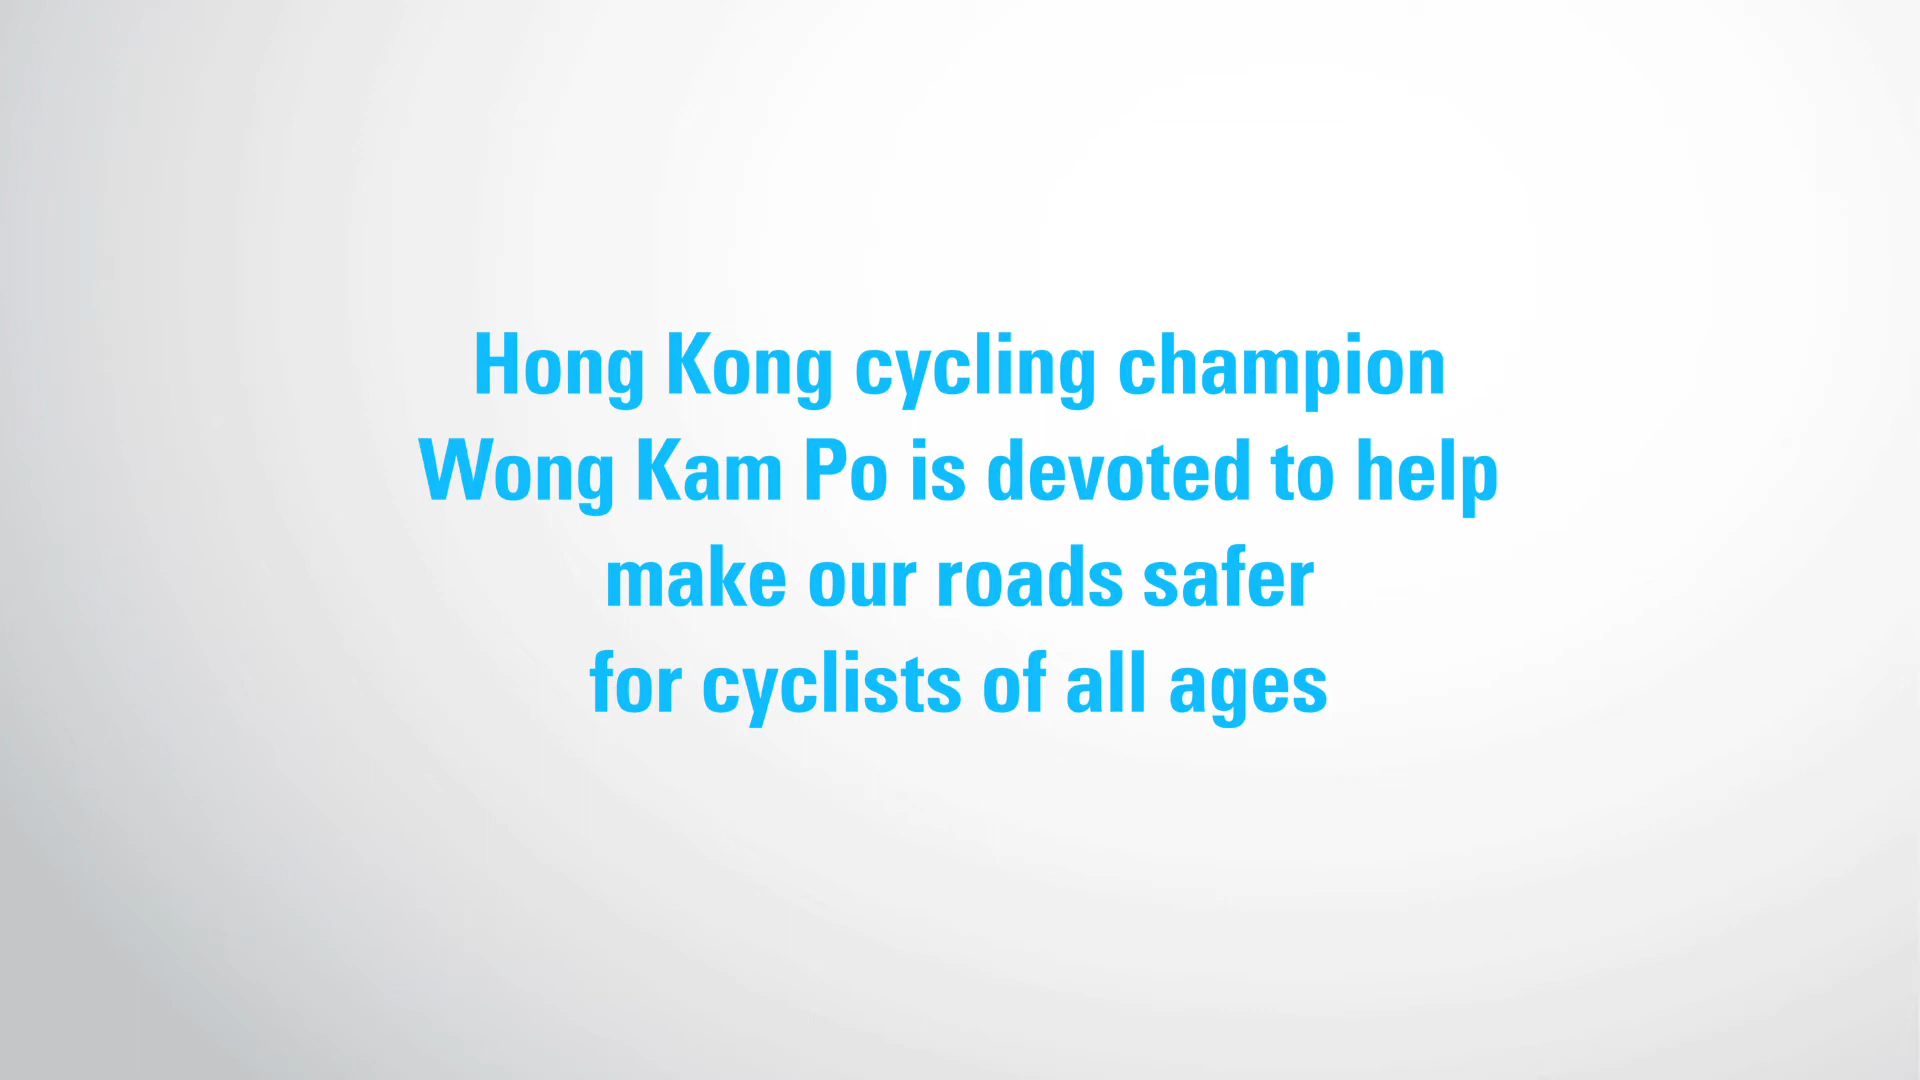 Hong Kong cycling champion
Wong Kam Po is devoted to help
make our roads safer
for cyclists of all ages